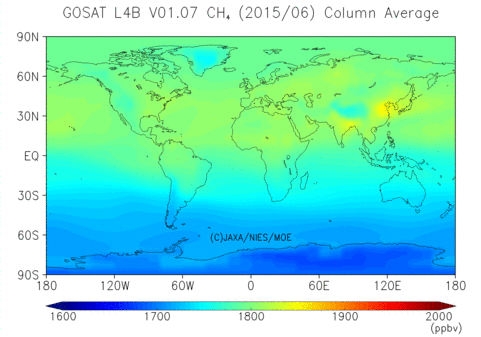 GOSAT L4B V01.07 CH₄ (2015/06) Column Average
90N
60N
30N
EQ
30S
60S
90S
(C)JAXA/NIES/MOE
180 120W 60W 0 60E 120E 180
1600 1700 1800 1900 2000
(ppbv)